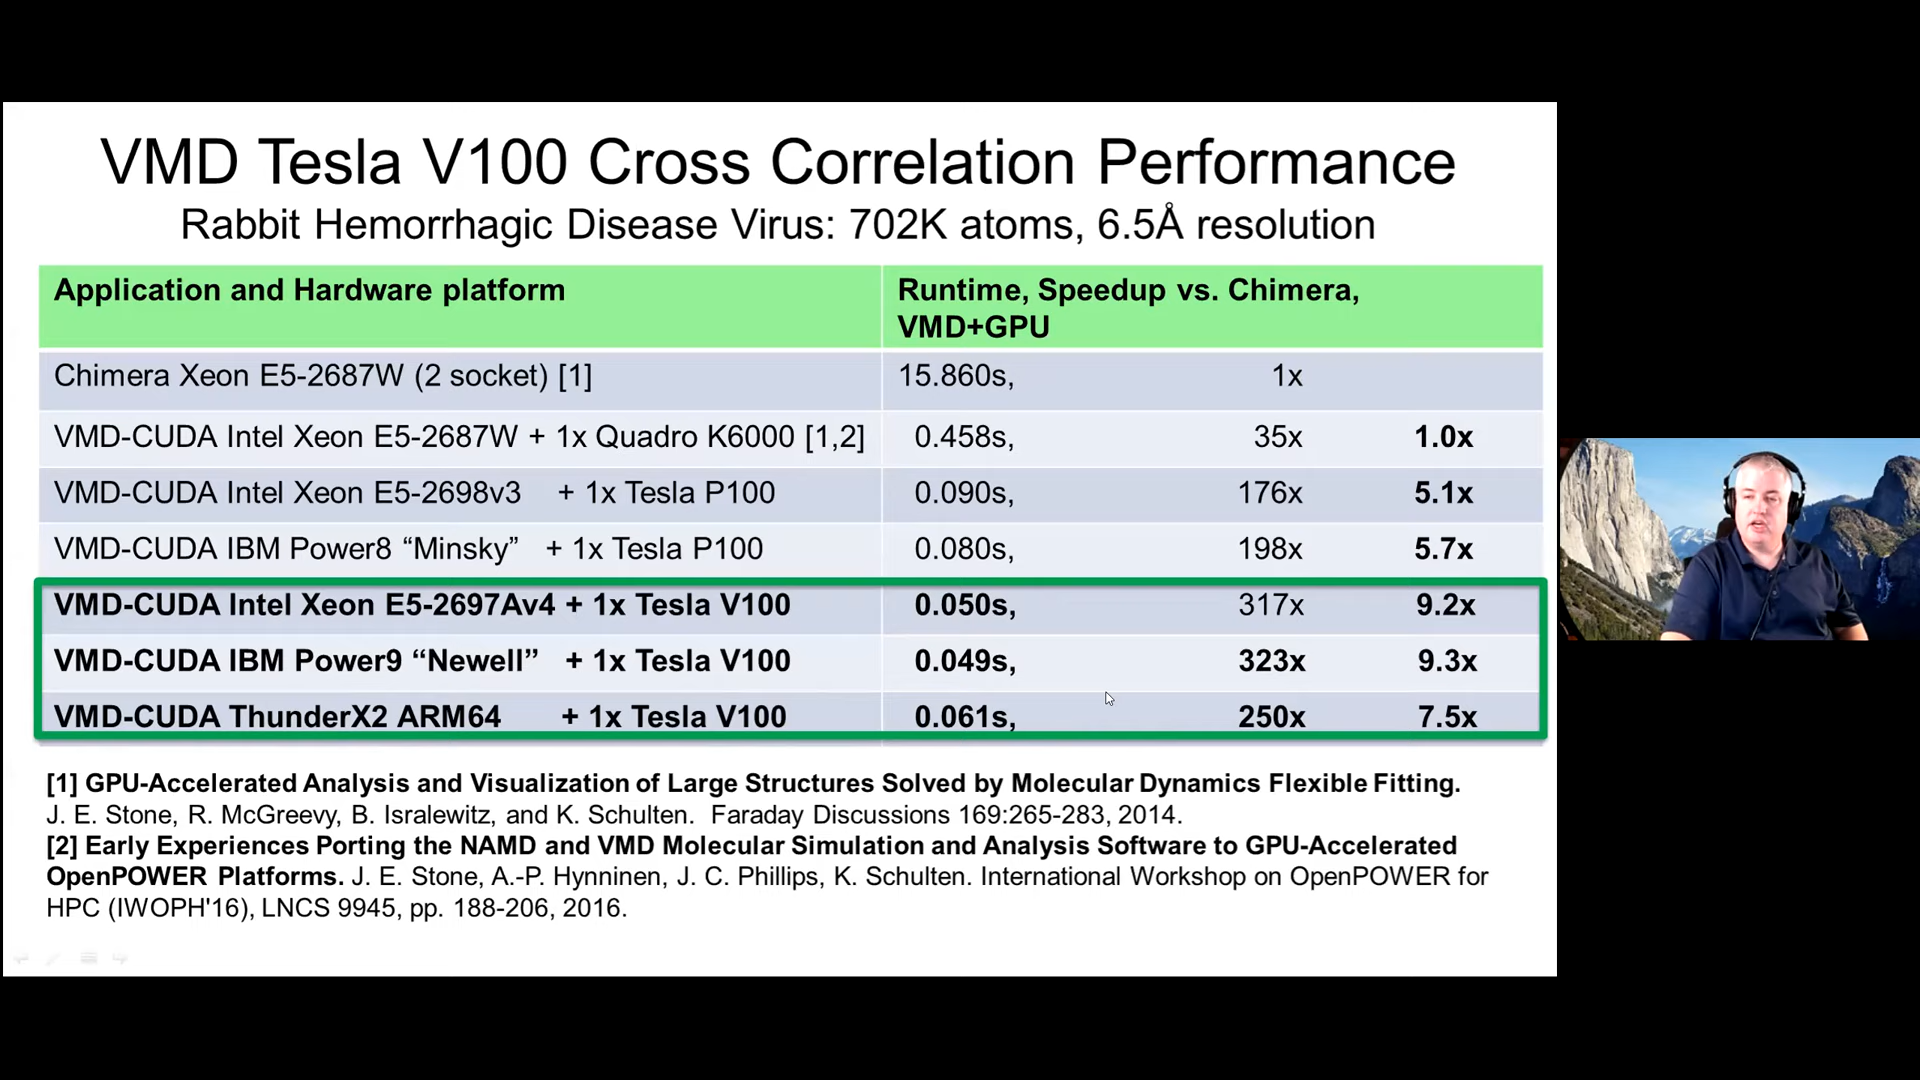 VMD Tesla V100 Cross Correlation Performance
Rabbit Hemorrhagic Disease Virus: 702K atoms, 6.5Å resolution
Application and Hardware platform
Runtime, Speedup vs. Chimera,
VMD+GPU
Chimera Xeon E5-2687W (2 socket) [1] 15.860s, 1x
VMD-CUDA Intel Xeon E5-2687W + 1x Quadro K6000 [1,2] 0.458s, 35x 1.0x
VMD-CUDA Intel Xeon E5-2698v3 + 1x Tesla P100 0.090s, 176x 5.1x
VMD-CUDA IBM Power8 “Minsky” + 1x Tesla P100 0.080s, 198x 5.7x
VMD-CUDA Intel Xeon E5-2697Av4 + 1x Tesla V100 0.050s, 317x 9.2x
VMD-CUDA IBM Power9 “Newell” + 1x Tesla V100 0.049s, 323x 9.3x
VMD-CUDA ThunderX2 ARM64 + 1x Tesla V100 0.061s, 250x 7.5x
[1] GPU-Accelerated Analysis and Visualization of Large Structures Solved by Molecular Dynamics Flexible Fitting.
J. E. Stone, R. McGreevy, B. Isralewitz, and K. Schulten. Faraday Discussions 169:265-283, 2014.
[2] Early Experiences Porting the NAMD and VMD Molecular Simulation and Analysis Software to GPU-Accelerated
OpenPOWER Platforms. J. E. Stone, A.-P. Hynninen, J. C. Phillips, K. Schulten. International Workshop on OpenPOWER for
HPC (IWOPH'16), LNCS 9945, pp. 188-206, 2016.